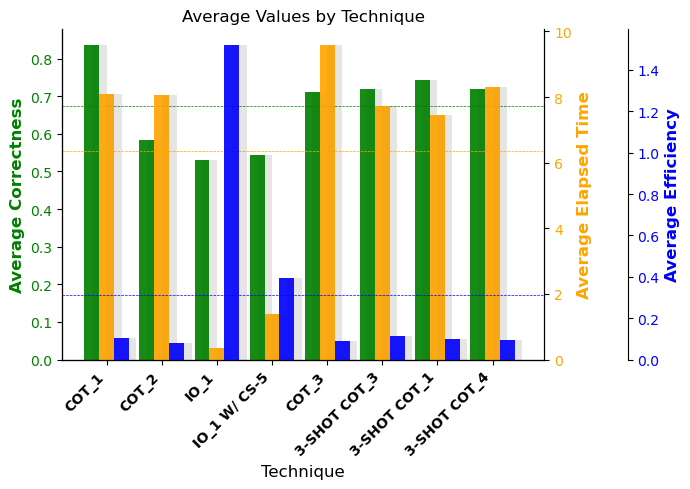 Average Values by Technique
Average Correctness
0.8
0.7
0.6
0.5
0.4
0.3
0.2
0.1
0.0
10
8
6
4
2
0
Average Elapsed Time
1.4
1.2
1.0
0.8
0.6
0.4
0.2
0.0
Average Efficiency
COT_1
COT_2
IO_1
IO_1 W/ CS-5
COT_3
3-SHOT COT_3
3-SHOT COT_1
3-SHOT COT_4
Technique